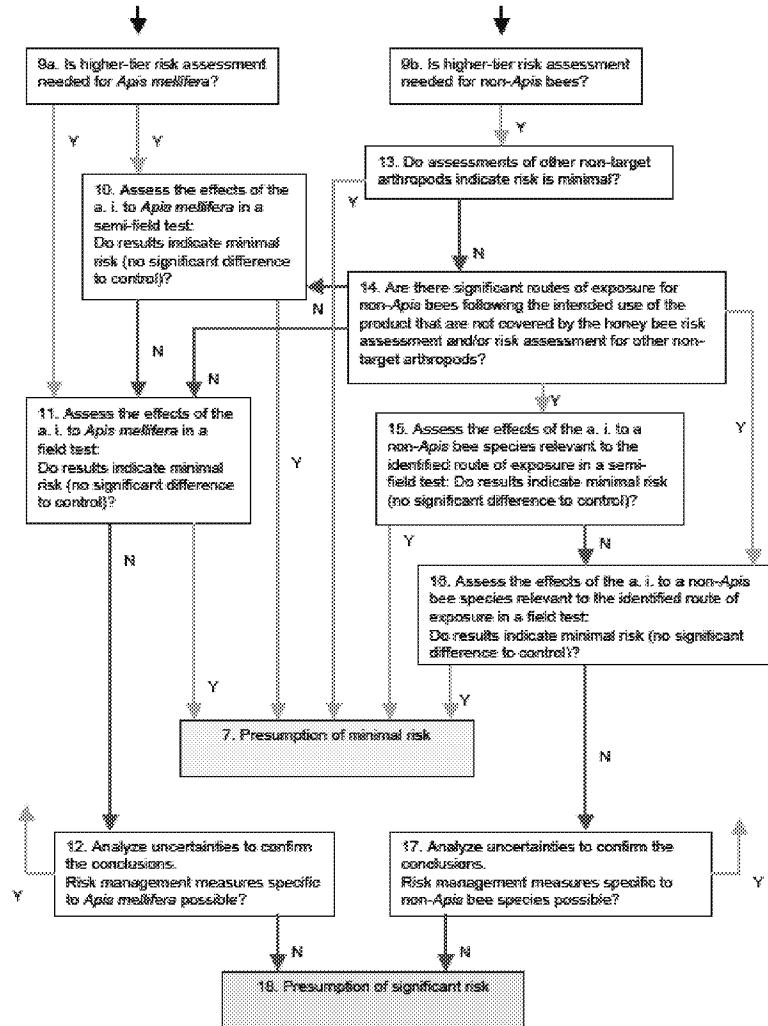 9a. Is higher-tier risk assessment
needed for Apis mellifera?
9b. Is higher-tier risk assessment
needed for non-Apis bees?
Y
Y
Y
13. Do assessments of other non-target
arthropods indicate risk is minimal?
10. Assess the effects of the
a. i. to Apis mellifera in a
semi-field test:
Do results indicate minimal
risk (no significant difference
to control)?
Y
N
14. Are there significant routes of exposure for
non-Apis bees following the intended use of the
product that are not covered by the honey bee risk
assessment and/or risk assessment for other non-
target arthropods?
N
N
N
Y
Y
11. Assess the effects of the
a. i. to Apis mellifera in a
field test:
Do results indicate minimal
risk (no significant difference
to control)?
15. Assess the effects of the a. i. to a
non-Apis bee species relevant to the
identified route of exposure in a semi-
field test: Do results indicate minimal risk
(no significant difference to control)?
Y
N
Y
N
16. Assess the effects of the a. i. to a non-Apis
bee species relevant to the identified route of
exposure in a field test:
Do results indicate minimal risk (no significant
difference to control)?
Y
Y
7. Presumption of minimal risk
N
12. Analyze uncertainties to confirm
the conclusions.
Risk management measures specific
to Apis mellifera possible?
Y
17. Analyze uncertainties to confirm the
conclusions.
Risk management measures specific to
non-Apis bee species possible?
Y
N
N
18. Presumption of significant risk